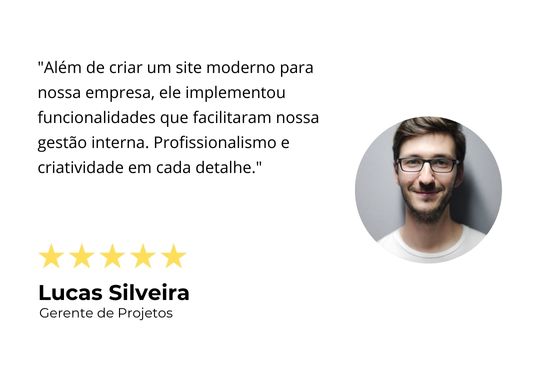 "Além de criar um site moderno para
nossa empresa, ele implementou
funcionalidades que facilitaram nossa
gestão interna. Profissionalismo e
criatividade em cada detalhe."
Lucas Silveira
Gerente de Projetos